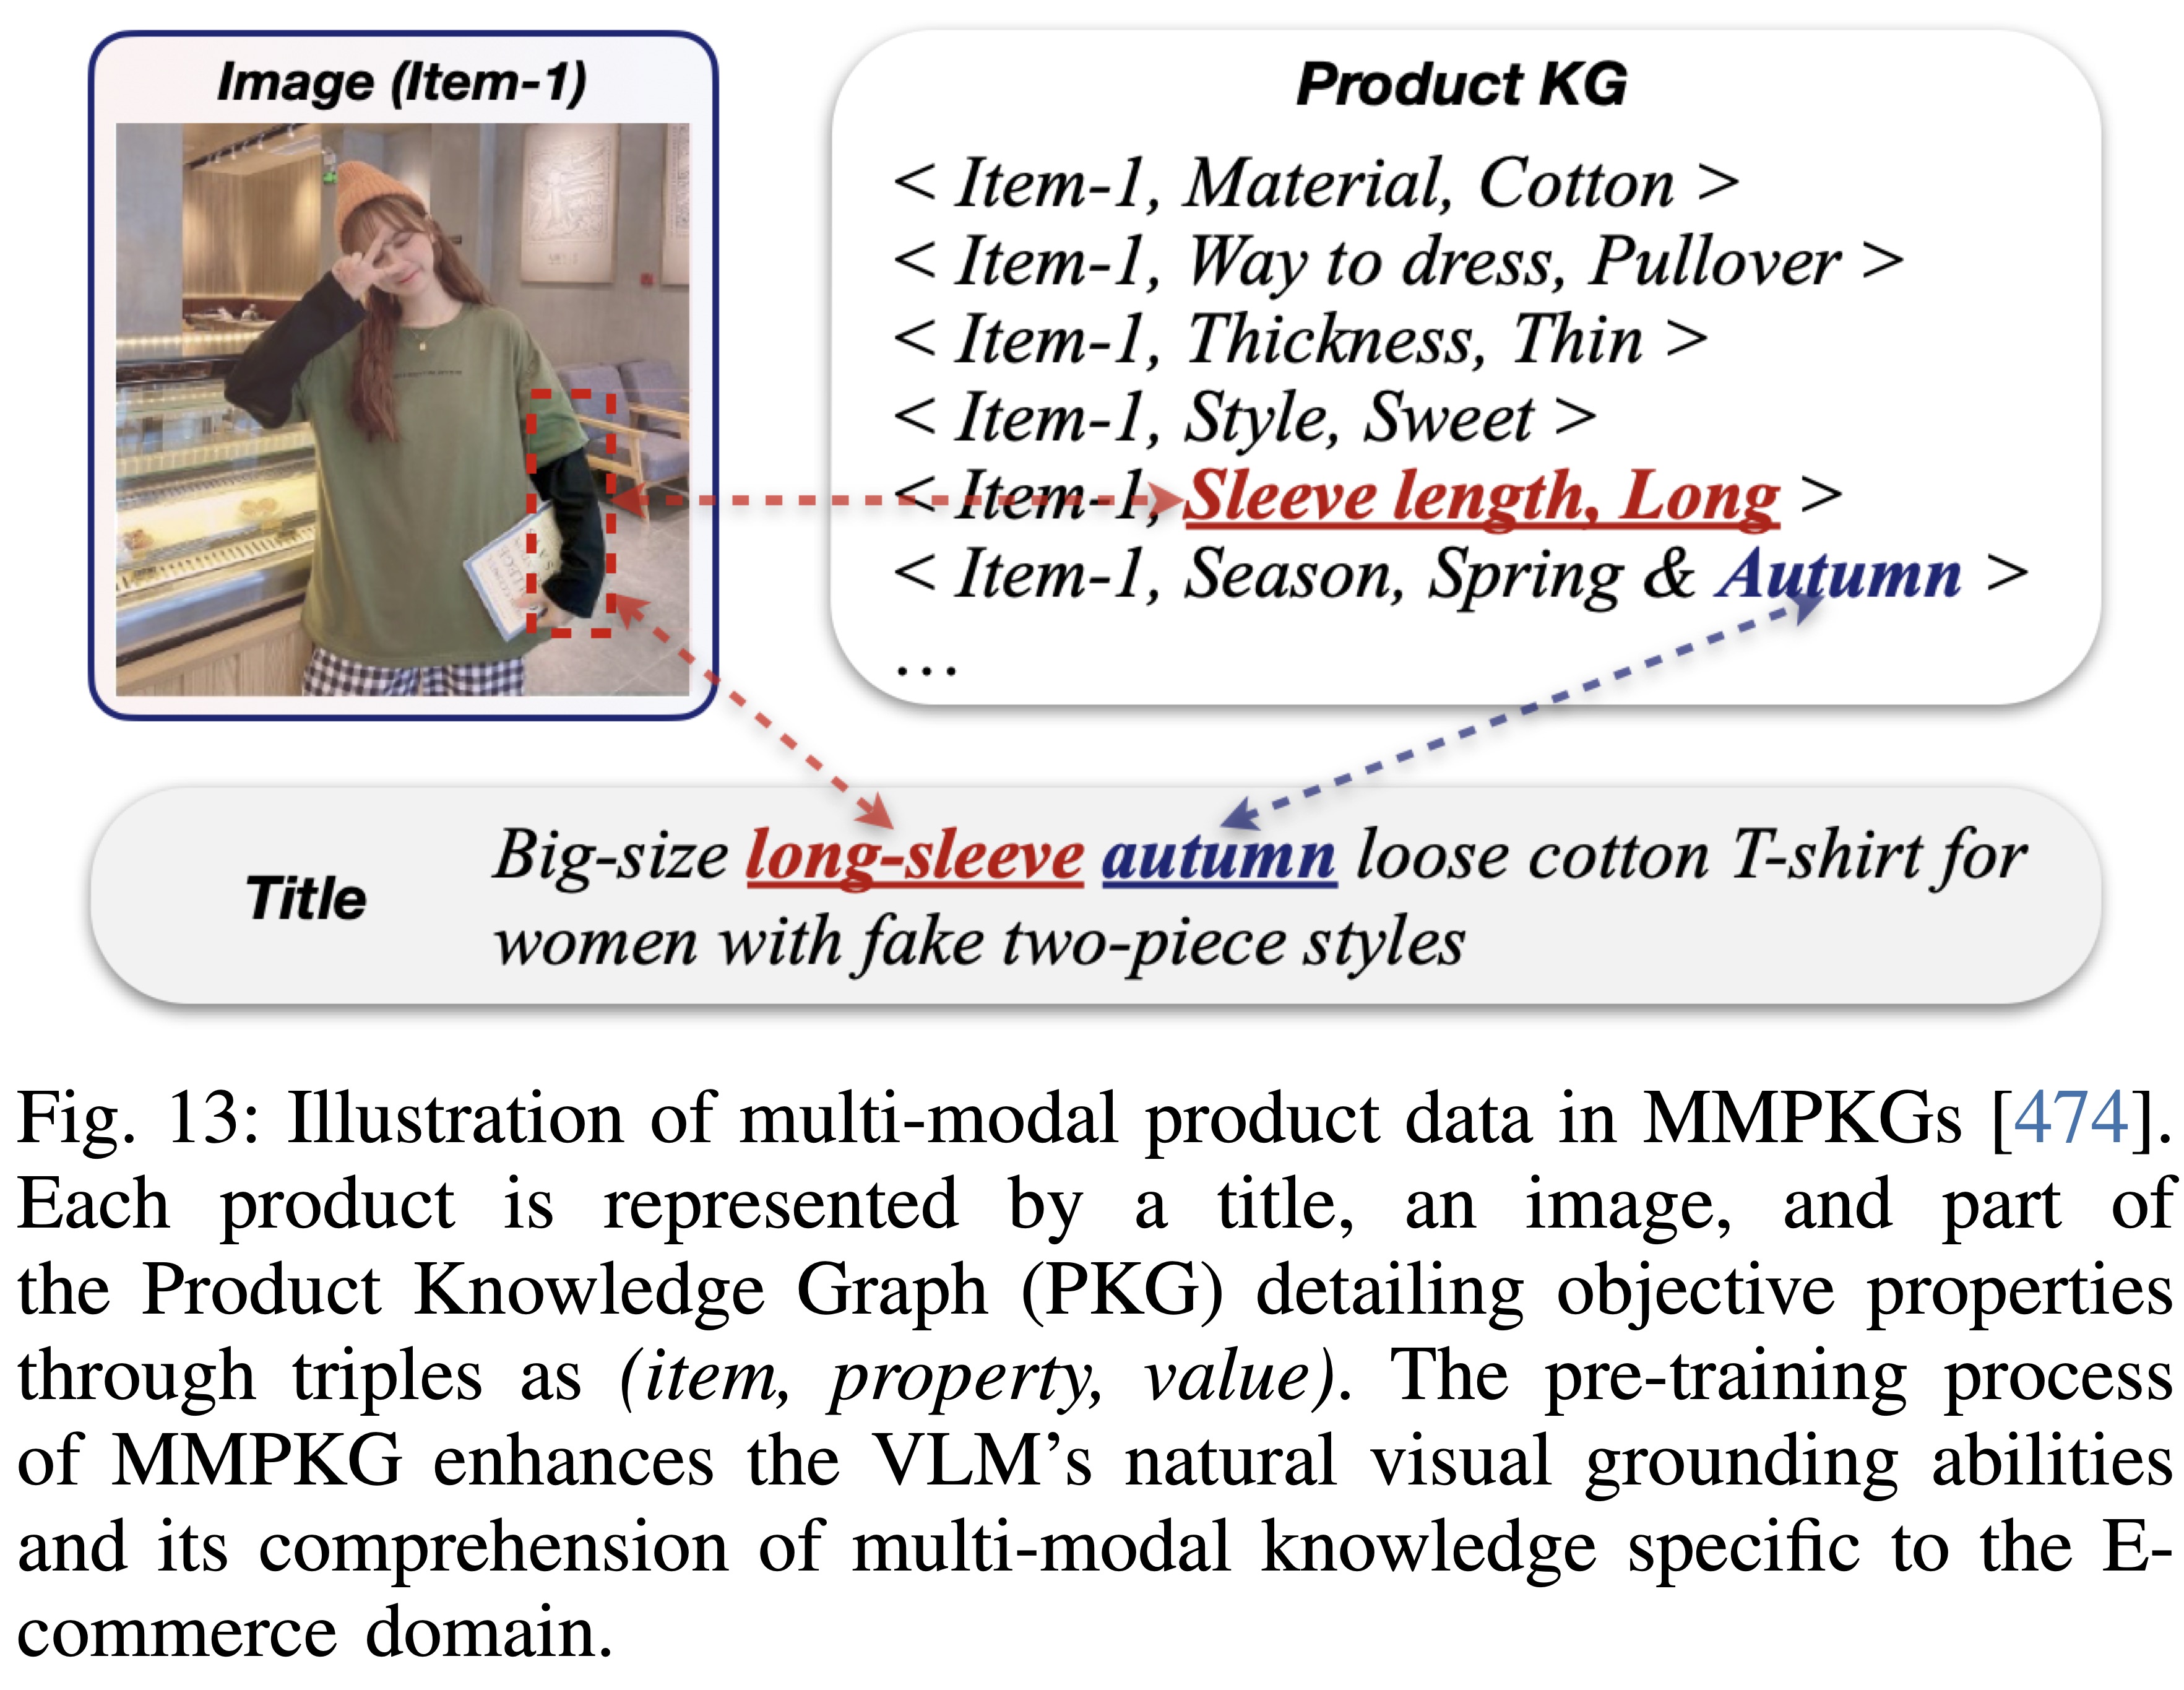 Image (Item-1)
Product KG
< Item-1, Material, Cotton >
< Item-1, Way to dress, Pullover >
< Item-1, Thickness, Thin >
< Item-1, Style, Sweet >
< Item-1, Sleeve length, Long >
< Item-1, Season, Spring & Autumn >
...
Title
Big-size long-sleeve autumn loose cotton T-shirt for
women with fake two-piece styles
Fig. 13: Illustration of multi-modal product data in MMPKGs [474].
Each product is represented by a title, an image, and part of
the Product Knowledge Graph (PKG) detailing objective properties
through triples as (item, property, value). The pre-training process
of MMPKG enhances the VLM’s natural visual grounding abilities
and its comprehension of multi-modal knowledge specific to the E-
commerce domain.